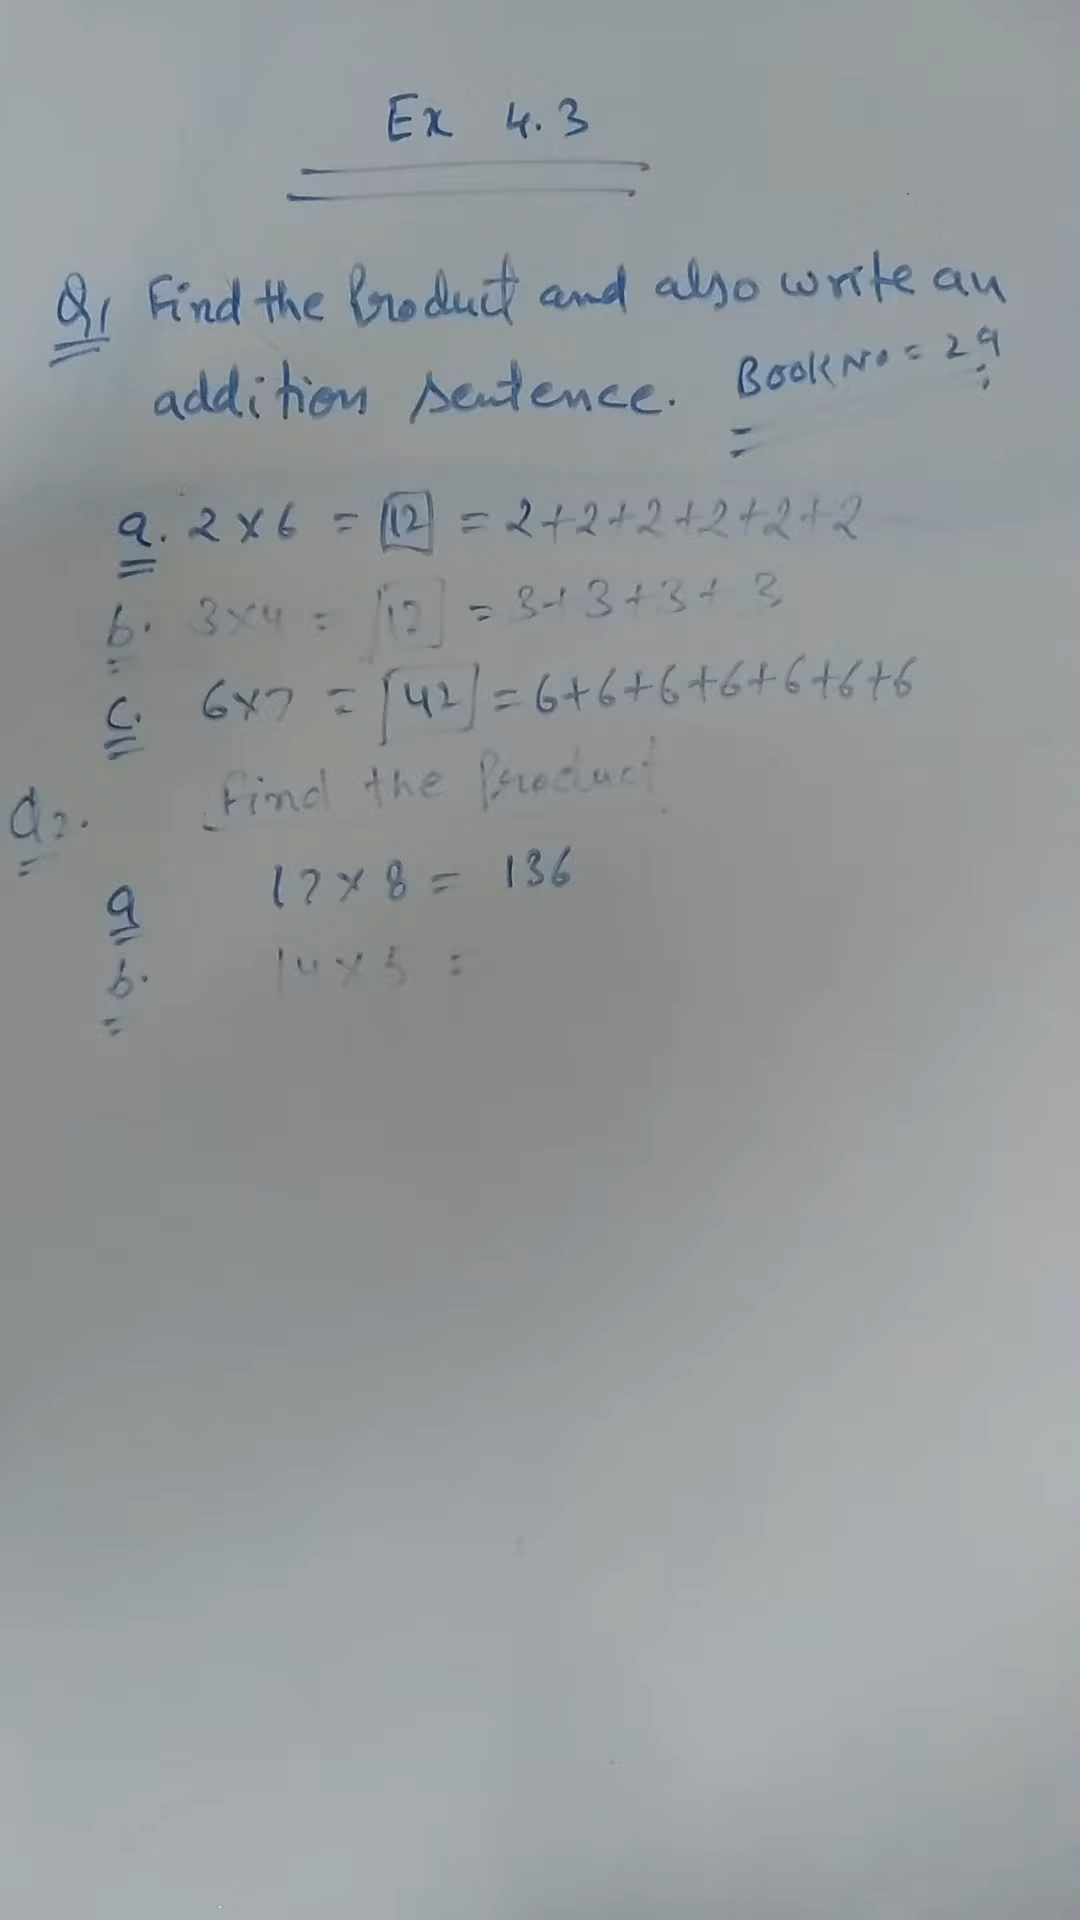 Ex 4.3
Q1 Find the Product and also write an
addition sentence. Book No = 29
a. 2 × 6 = 12 = 2+2+2+2+2+2
b. 3×4 = 12 = 3+3+3+3
c. 6×7 = 42 = 6+6+6+6+6+6+6
Q2. Find the Product
a 17 × 8 = 136
b. 14 × 5 =